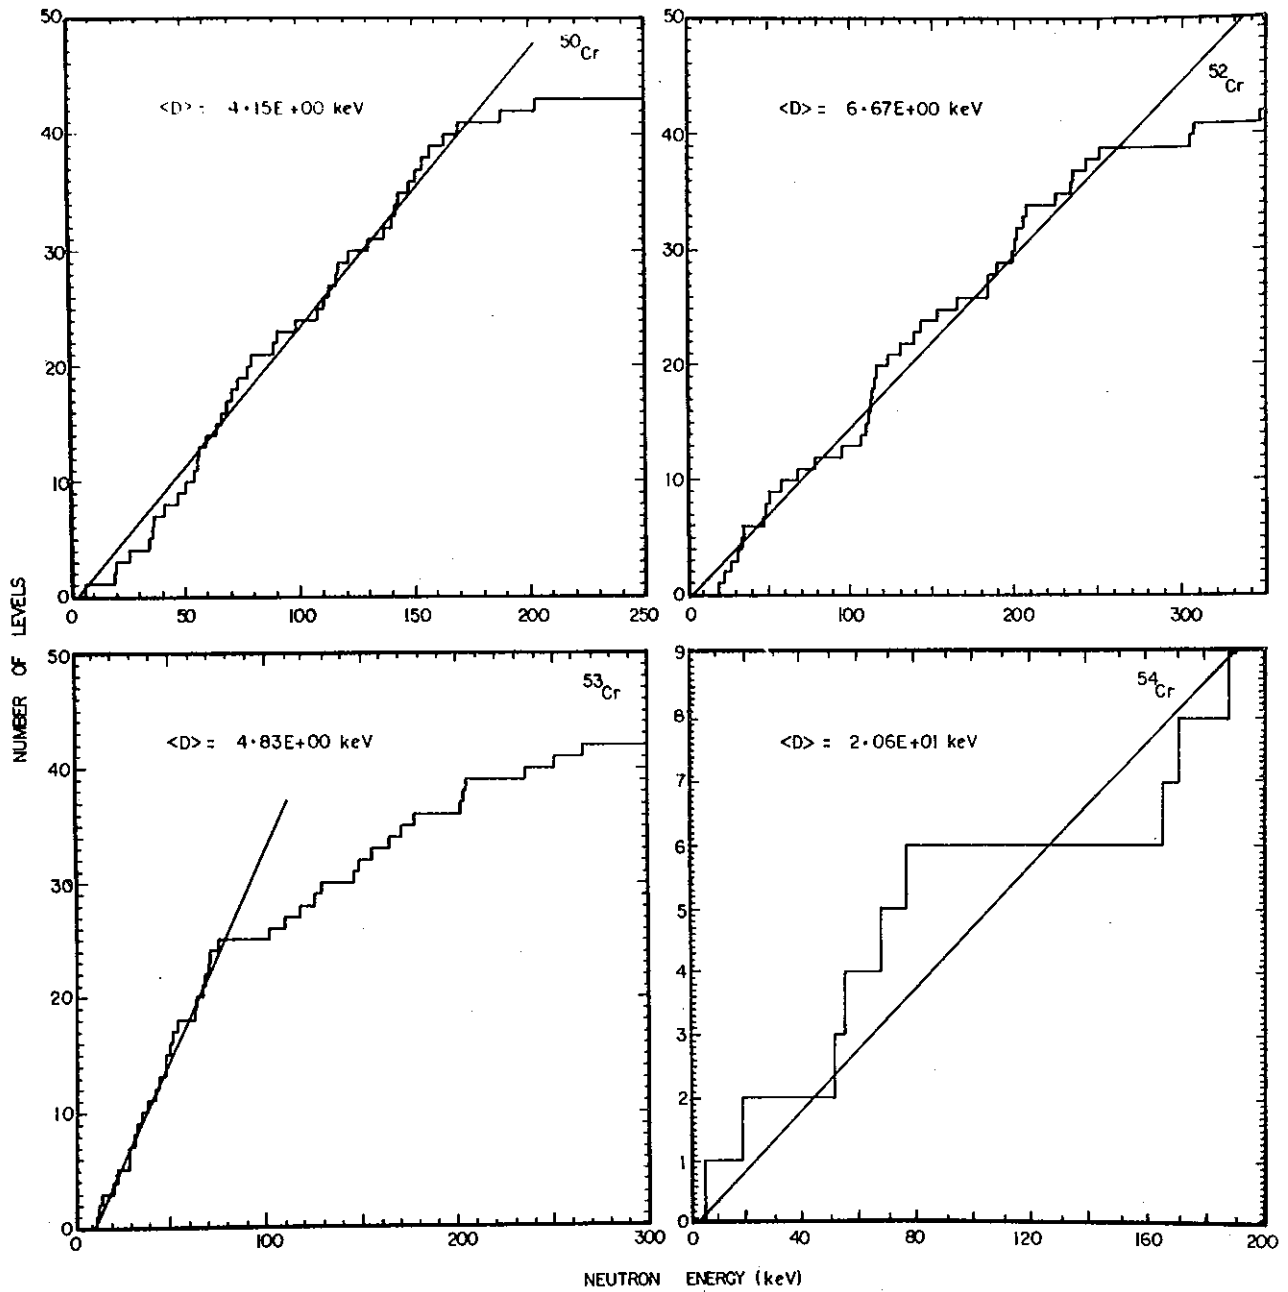 50
40
30
20
10
0
50Cr
<D> = 4·15E+00 keV
0 50 100 150 200 250
50
40
30
20
10
0
52Cr
<D> = 6·67E+00 keV
0 100 200 300
50
40
30
20
10
0
53Cr
<D> = 4·83E+00 keV
0 100 200 300
9
8
7
6
5
4
3
2
1
0
54Cr
<D> = 2·06E+01 keV
0 40 80 120 160 200
NUMBER OF LEVELS
NEUTRON ENERGY (keV)